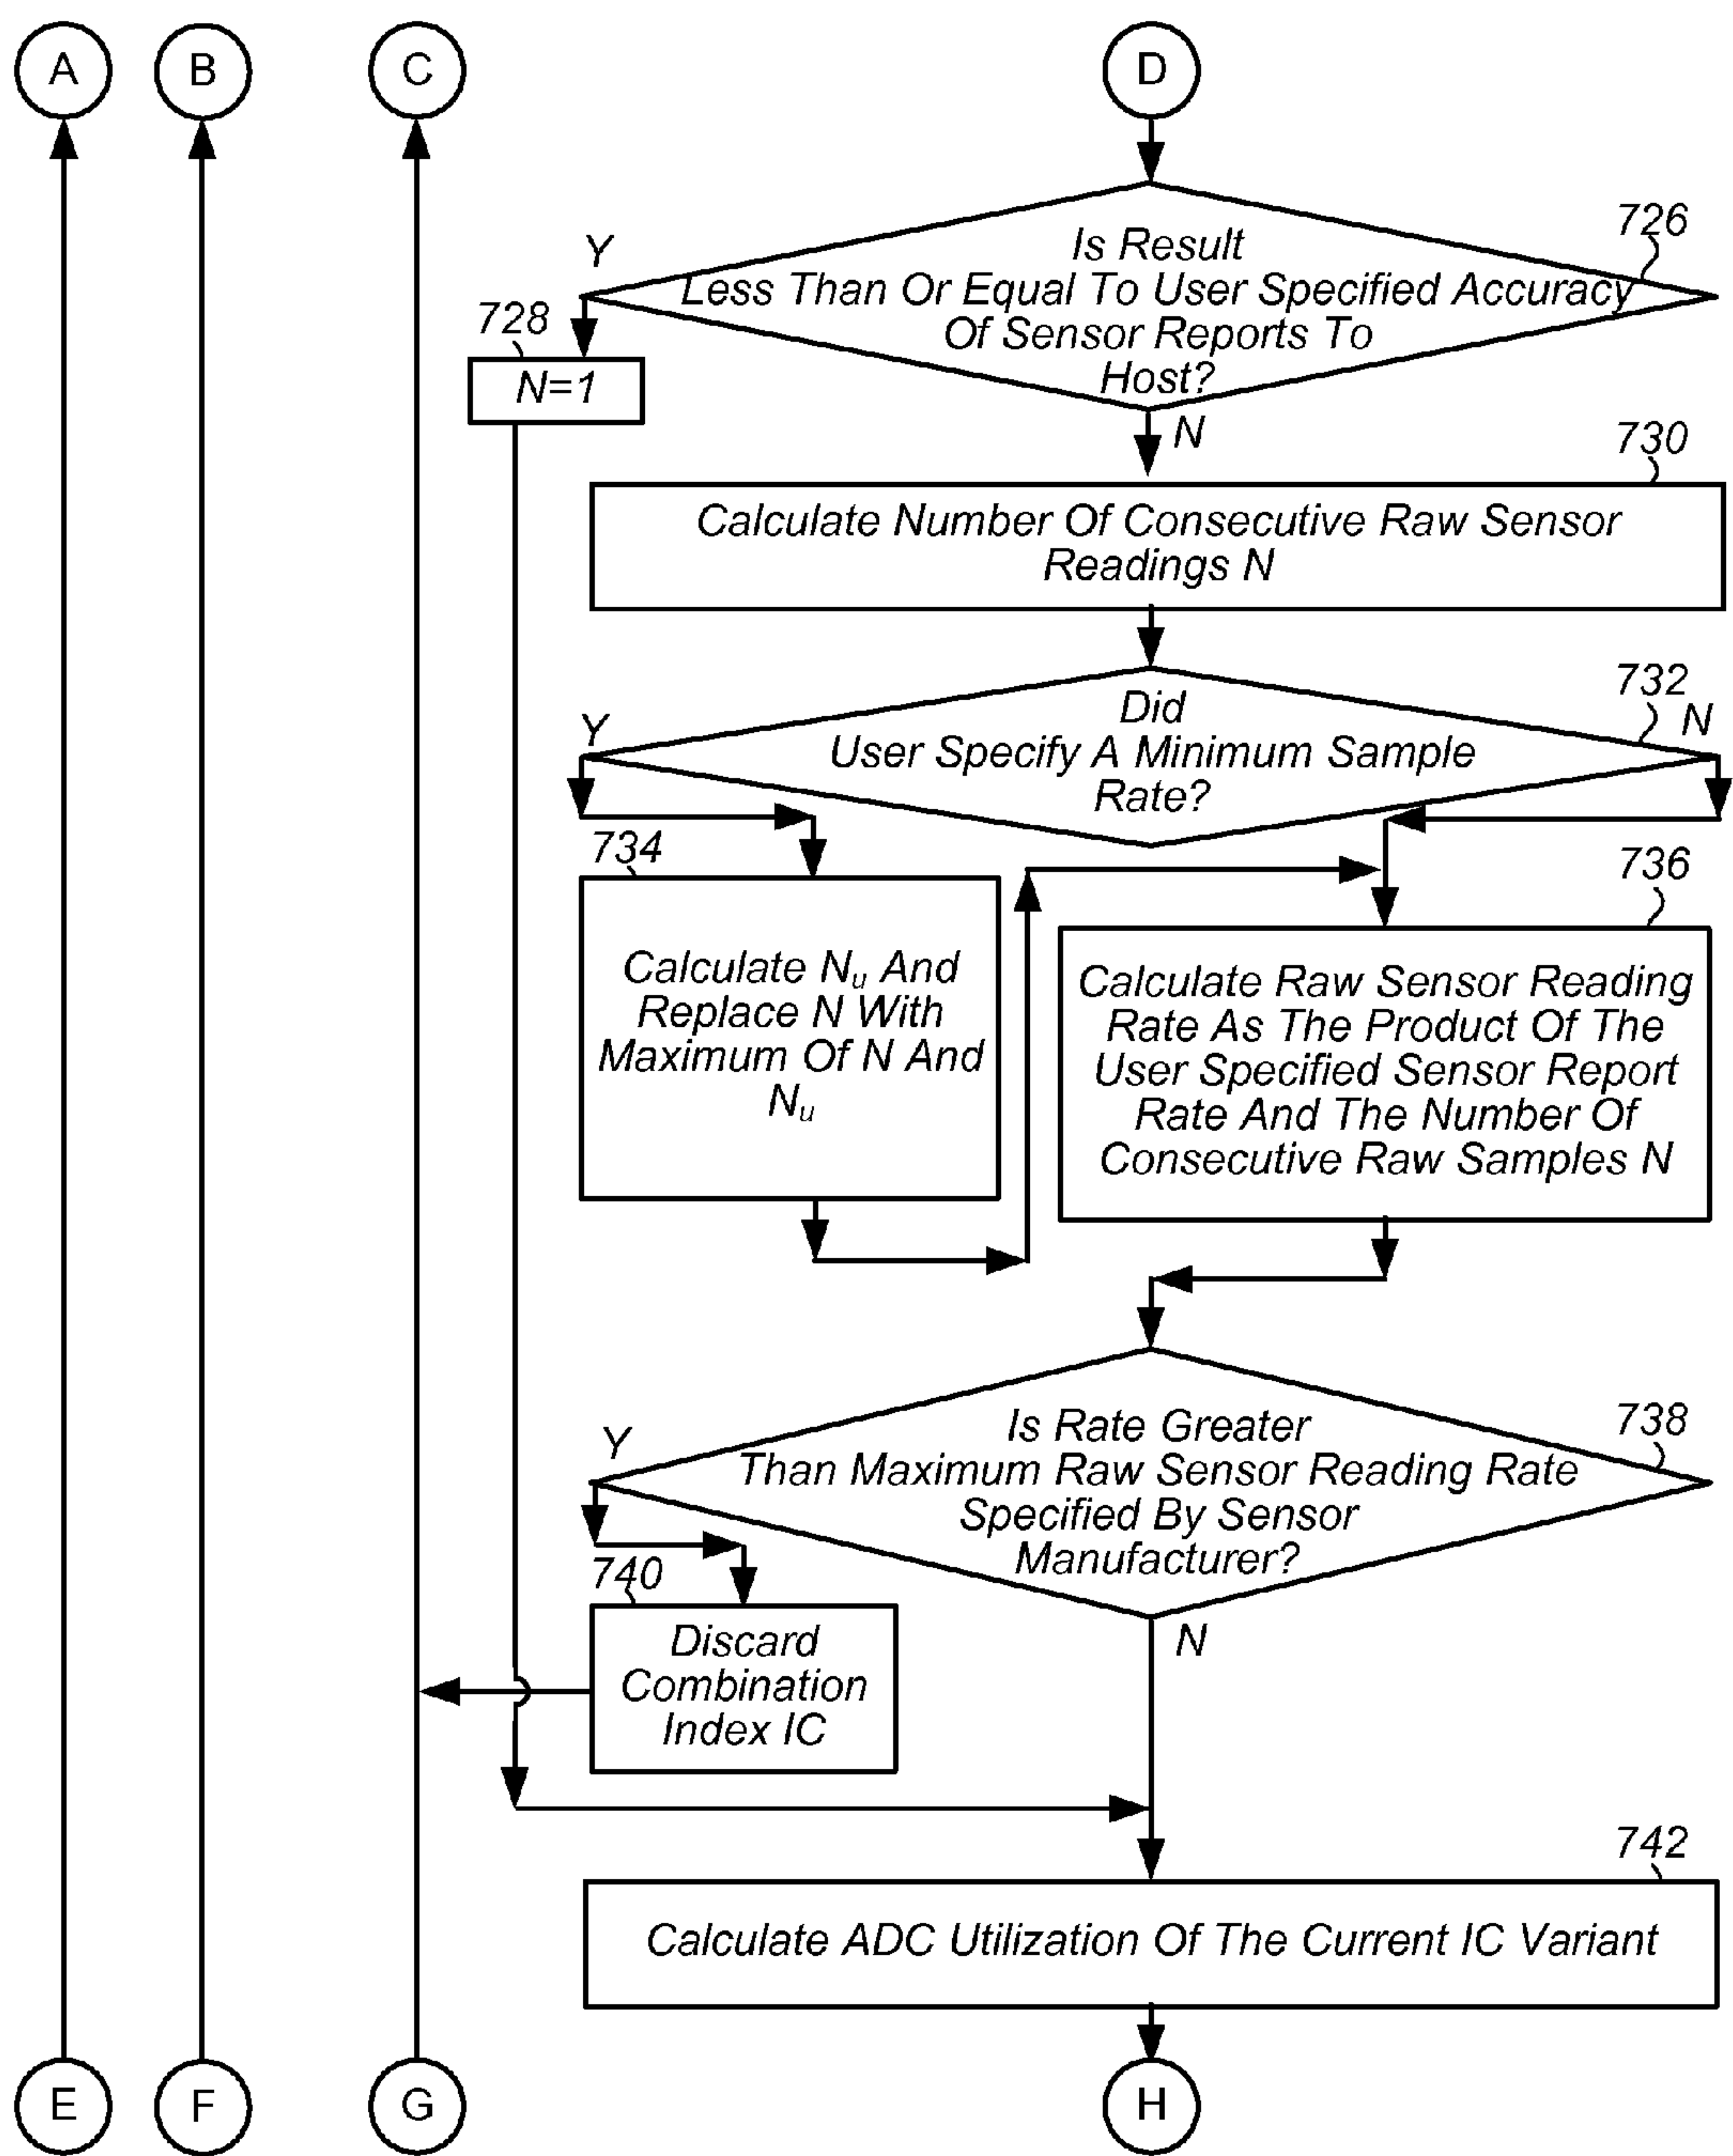 A
B
C
D
726
Y
Is Result
Less Than Or Equal To User Specified Accuracy
Of Sensor Reports To
Host?
728
N=1
N
730
Calculate Number Of Consecutive Raw Sensor
Readings N
732
Y
N
Did
User Specify A Minimum Sample
Rate?
734
Calculate Nu And
Replace N With
Maximum Of N And
Nu
736
Calculate Raw Sensor Reading
Rate As The Product Of The
User Specified Sensor Report
Rate And The Number Of
Consecutive Raw Samples N
738
Y
Is Rate Greater
Than Maximum Raw Sensor Reading Rate
Specified By Sensor
Manufacturer?
740
Discard
Combination
Index IC
N
742
Calculate ADC Utilization Of The Current IC Variant
E
F
G
H